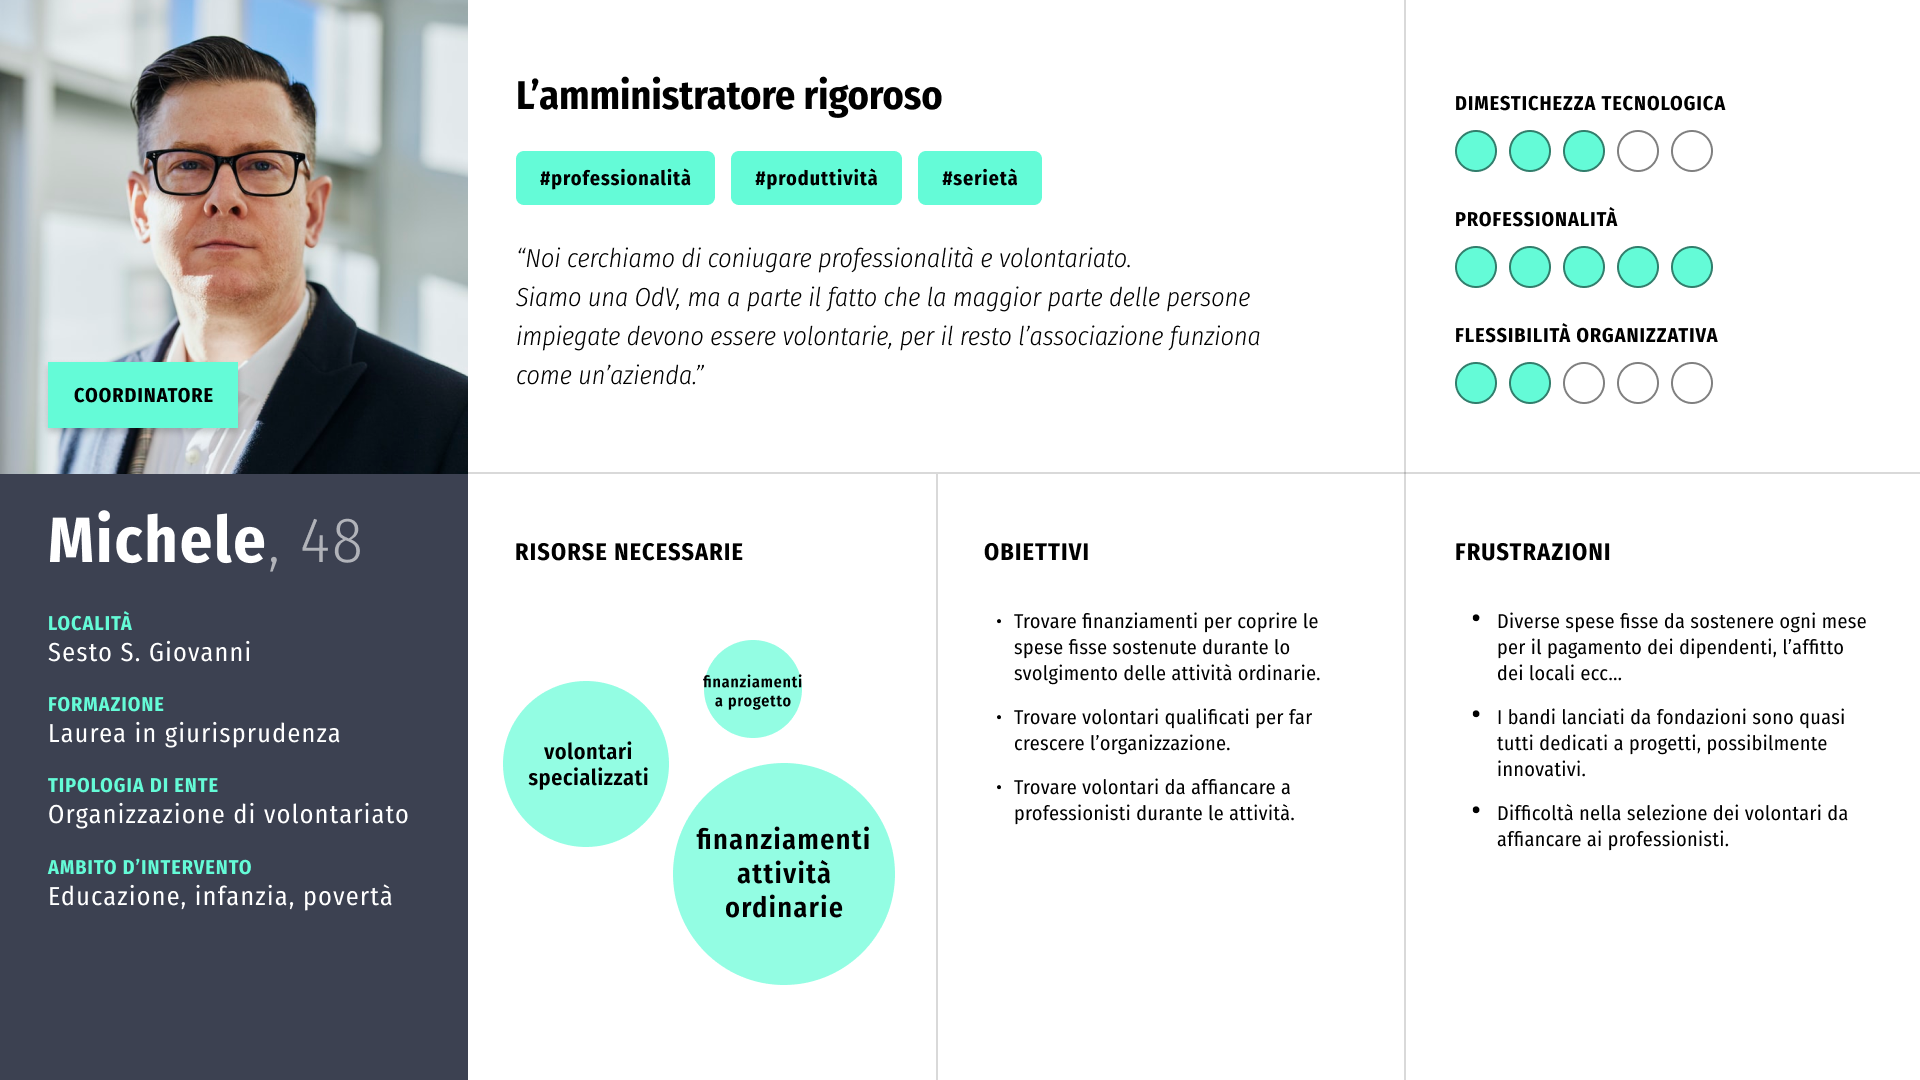 COORDINATORE
Michele, 48
LOCALITÀ
Sesto S. Giovanni
FORMAZIONE
Laurea in giurisprudenza
TIPOLOGIA DI ENTE
Organizzazione di volontariato
AMBITO D’INTERVENTO
Educazione, infanzia, povertà
L’amministratore rigoroso
#professionalità #produttività #serietà
“Noi cerchiamo di coniugare professionalità e volontariato.
Siamo una OdV, ma a parte il fatto che la maggior parte delle persone
impiegate devono essere volontarie, per il resto l’associazione funziona
come un’azienda.”
DIMESTICHEZZA TECNOLOGICA
PROFESSIONALITÀ
FLESSIBILITÀ ORGANIZZATIVA
RISORSE NECESSARIE
finanziamenti
a progetto
volontari
specializzati
finanziamenti
attività
ordinarie
OBIETTIVI
• Trovare finanziamenti per coprire le
spese fisse sostenute durante lo
svolgimento delle attività ordinarie.
• Trovare volontari qualificati per far
crescere l’organizzazione.
• Trovare volontari da affiancare a
professionisti durante le attività.
FRUSTRAZIONI
• Diverse spese fisse da sostenere ogni mese
per il pagamento dei dipendenti, l’affitto
dei locali ecc...
• I bandi lanciati da fondazioni sono quasi
tutti dedicati a progetti, possibilmente
innovativi.
• Difficoltà nella selezione dei volontari da
affiancare ai professionisti.